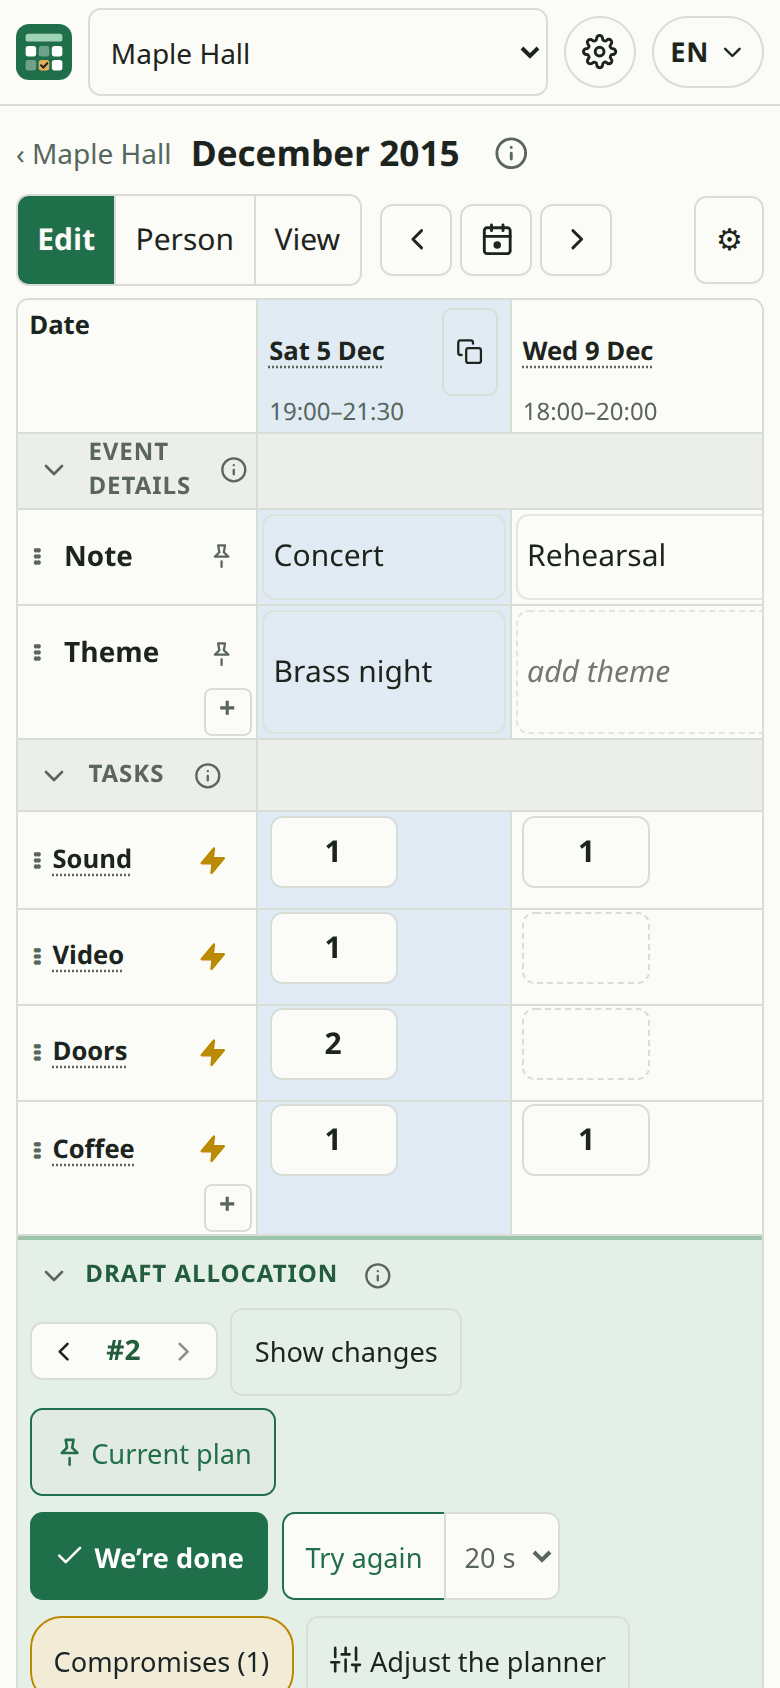 Maple Hall
EN
‹ Maple Hall December 2015
Edit Person View
Date
Sat 5 Dec
19:00–21:30
Wed 9 Dec
18:00–20:00
EVENT
DETAILS
Note
Concert
Rehearsal
Theme
Brass night
add theme
+
TASKS
Sound
1
1
Video
1
Doors
2
Coffee
1
1
+
DRAFT ALLOCATION
#2
Show changes
Current plan
We’re done
Try again
20 s
Compromises (1)
Adjust the planner